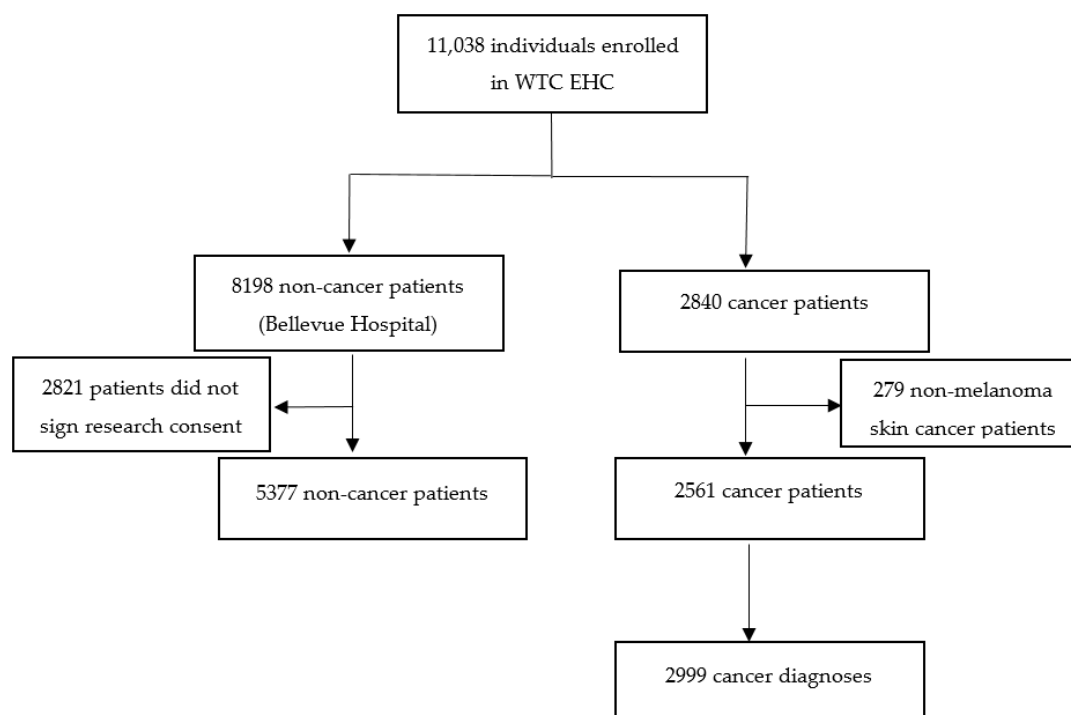 11,038 individuals enrolled
in WTC EHC
8198 non-cancer patients
(Bellevue Hospital)
2840 cancer patients
2821 patients did not
sign research consent
279 non-melanoma
skin cancer patients
5377 non-cancer patients
2561 cancer patients
2999 cancer diagnoses